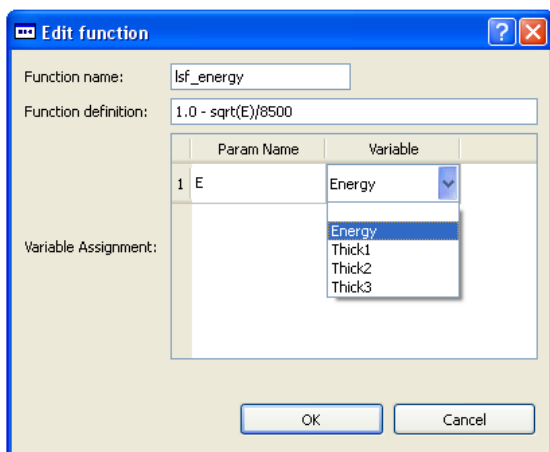 Edit function
Function name: lsf_energy
Function definition: 1.0 - sqrt(E)/8500
Param Name Variable
1 E Energy
Energy
Thick1
Variable Assignment: Thick2
Thick3
OK Cancel